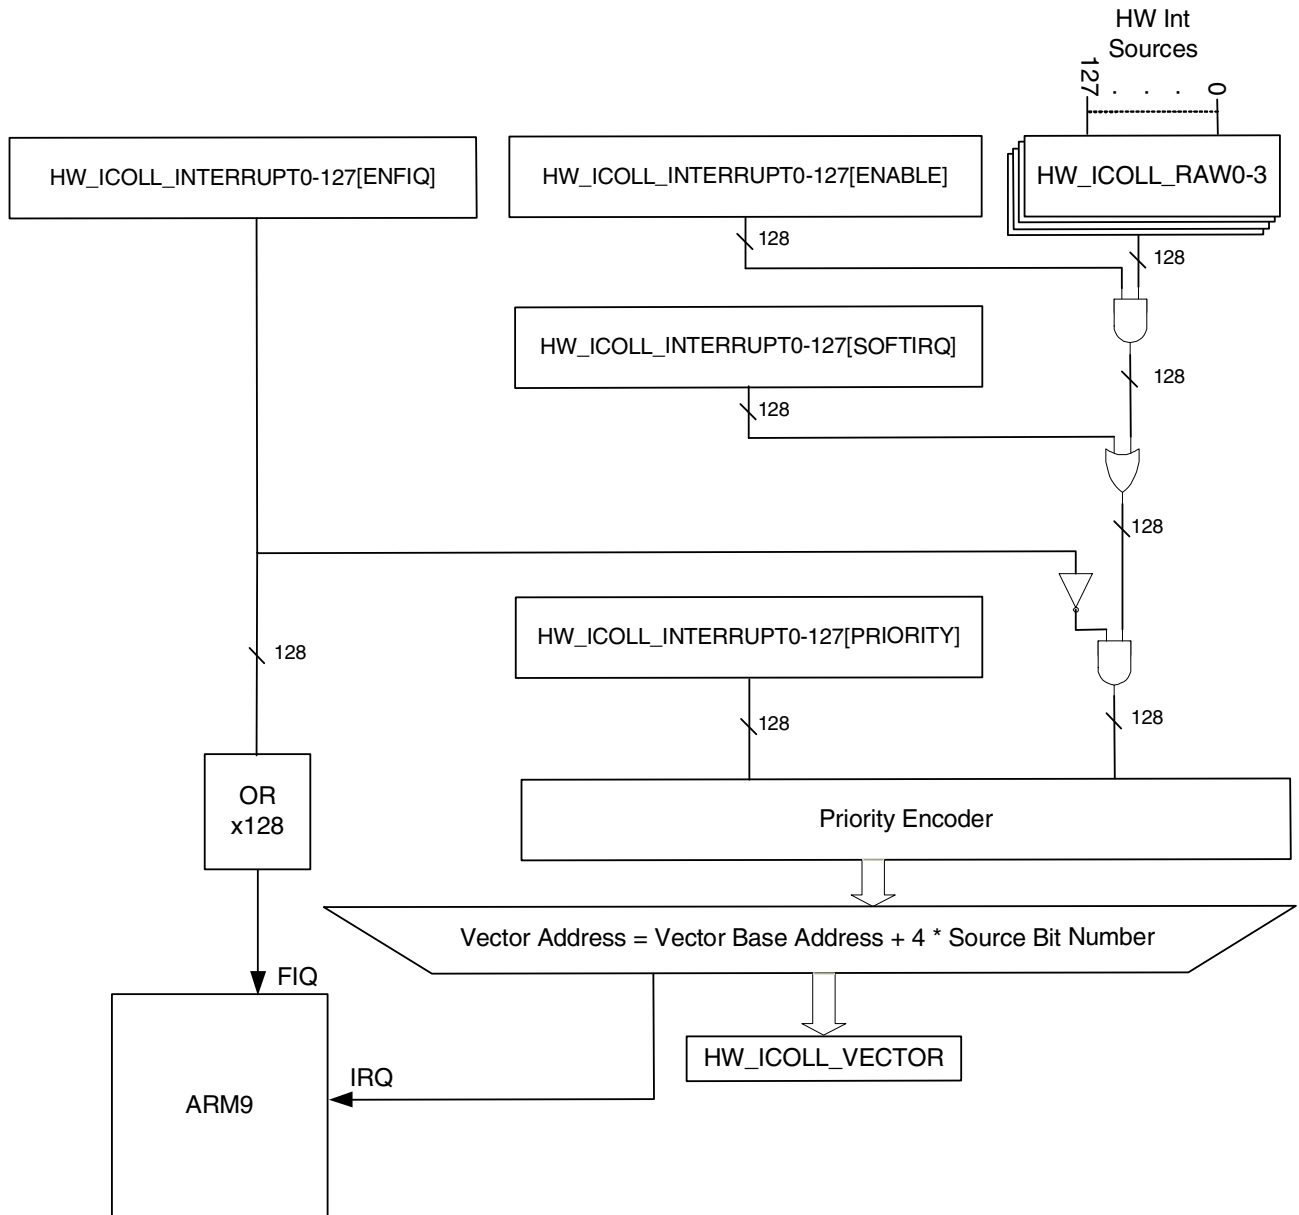 HW Int
Sources
127 . . . 0
HW_ICOLL_INTERRUPT0-127[ENFIQ]
HW_ICOLL_INTERRUPT0-127[ENABLE]
HW_ICOLL_RAW0-3
128
128
HW_ICOLL_INTERRUPT0-127[SOFTIRQ]
128
128
128
HW_ICOLL_INTERRUPT0-127[PRIORITY]
128
128
128
OR
x128
Priority Encoder
Vector Address = Vector Base Address + 4 * Source Bit Number
FIQ
HW_ICOLL_VECTOR
IRQ
ARM9